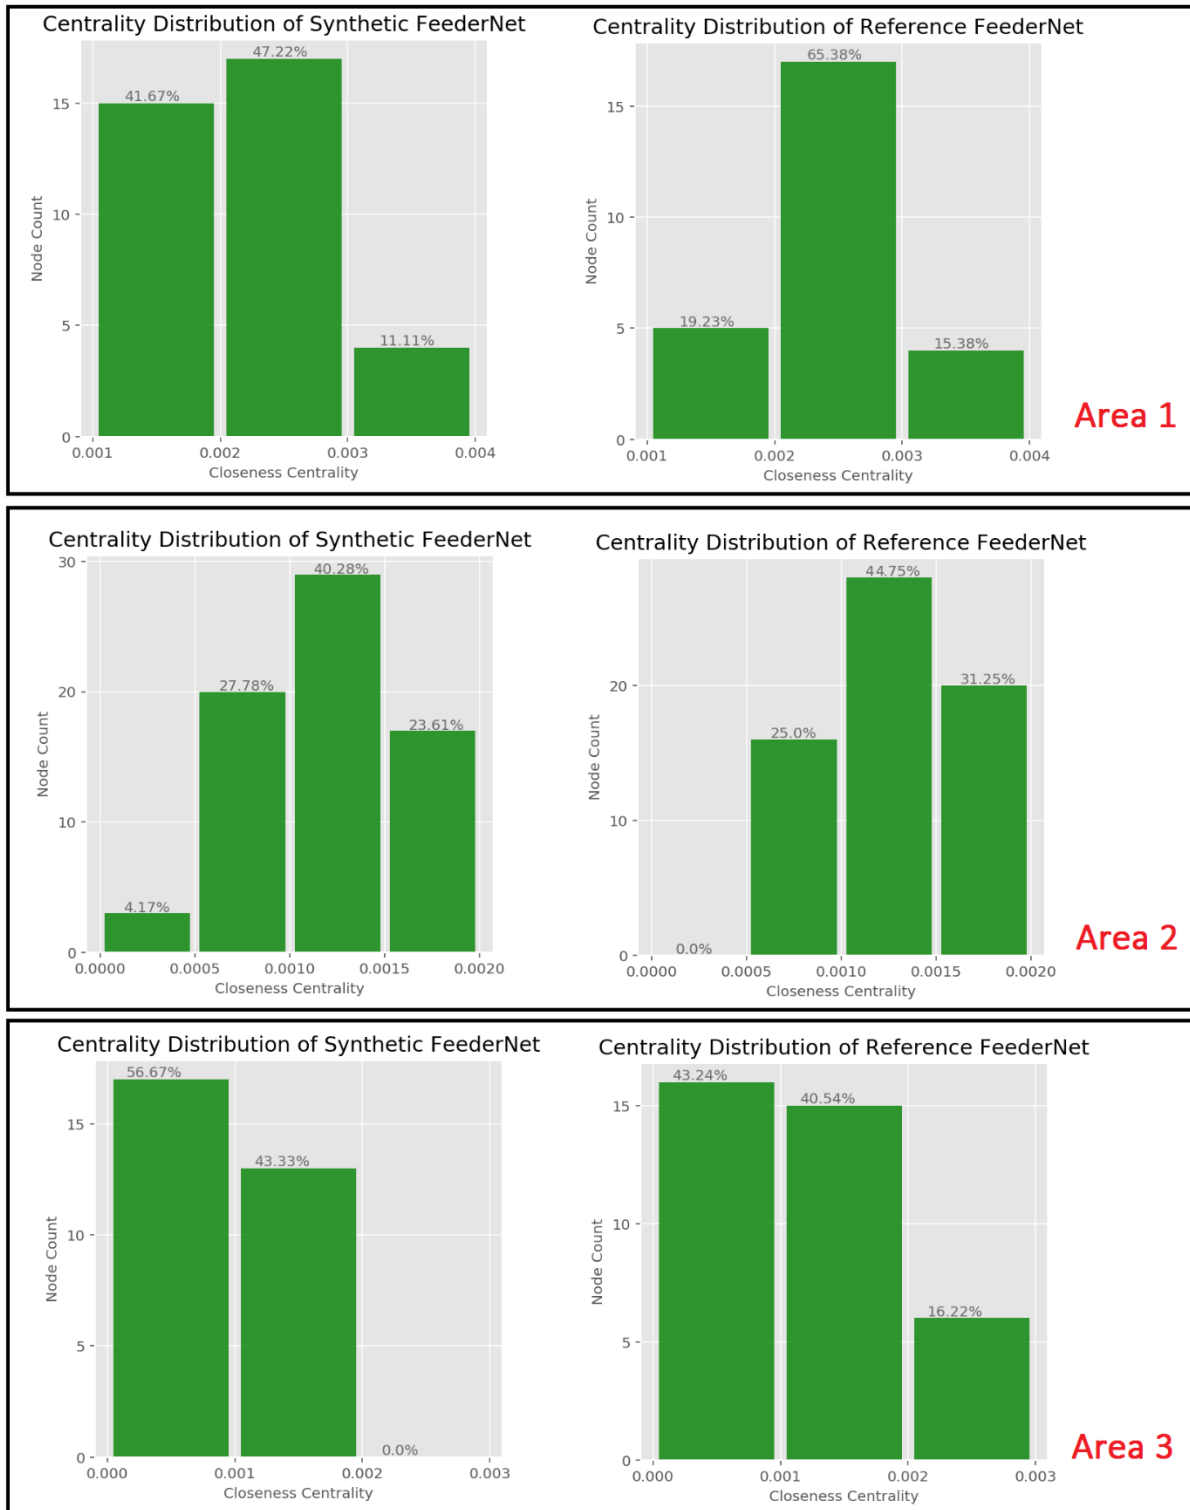 Centrality Distribution of Synthetic FeederNet
47.22%
41.67%
11.11%
15
10
5
0
Node Count
0.001 0.002 0.003 0.004
Closeness Centrality
Centrality Distribution of Reference FeederNet
65.38%
19.23%
15.38%
15
10
5
0
Node Count
0.001 0.002 0.003 0.004
Closeness Centrality
Area 1
Centrality Distribution of Synthetic FeederNet
40.28%
27.78%
23.61%
4.17%
30
20
10
0
Node Count
0.0000 0.0005 0.0010 0.0015 0.0020
Closeness Centrality
Centrality Distribution of Reference FeederNet
44.75%
31.25%
25.0%
0.0%
20
10
0
Node Count
0.0000 0.0005 0.0010 0.0015 0.0020
Closeness Centrality
Area 2
Centrality Distribution of Synthetic FeederNet
56.67%
43.33%
0.0%
15
10
5
0
Node Count
0.000 0.001 0.002 0.003
Closeness Centrality
Centrality Distribution of Reference FeederNet
43.24%
40.54%
16.22%
15
10
5
0
Node Count
0.000 0.001 0.002 0.003
Closeness Centrality
Area 3